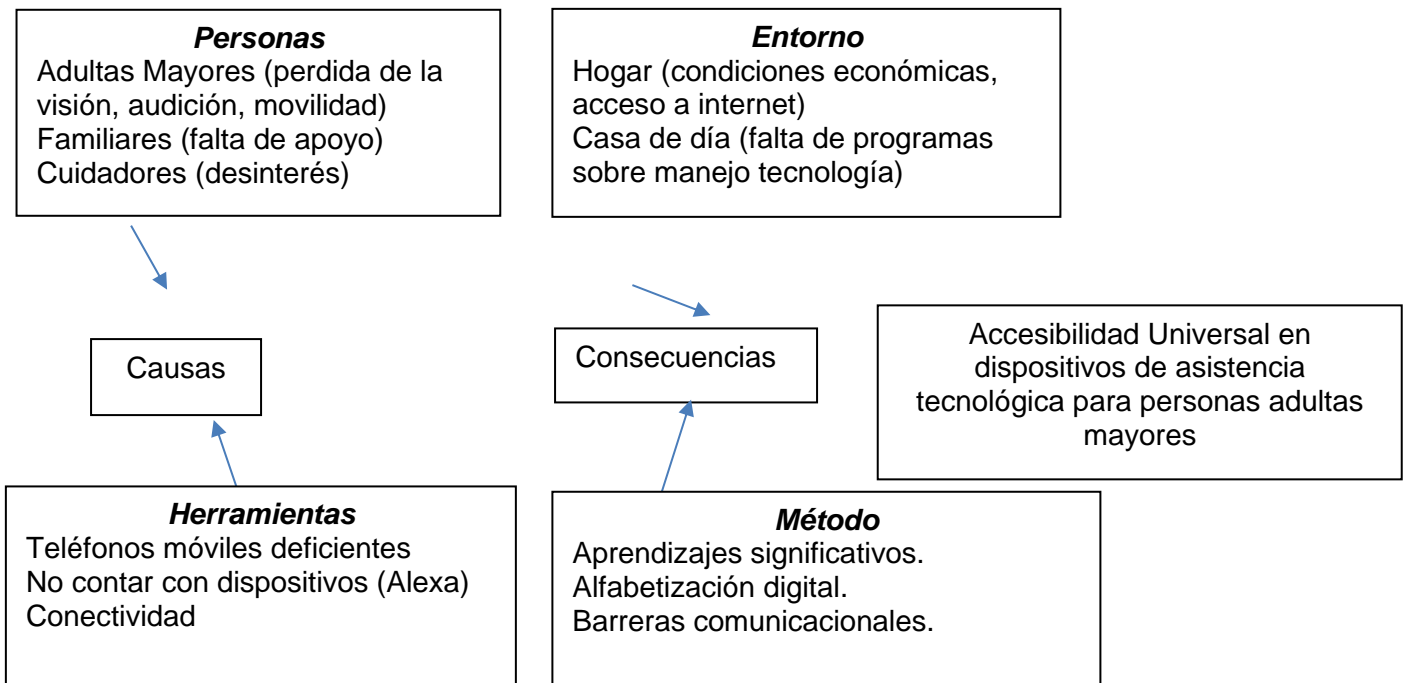 Personas
Adultas Mayores (perdida de la
visión, audición, movilidad)
Familiares (falta de apoyo)
Cuidadores (desinterés)
Entorno
Hogar (condiciones económicas,
acceso a internet)
Casa de día (falta de programas
sobre manejo tecnología)
Causas
Consecuencias
Accesibilidad Universal en
dispositivos de asistencia
tecnológica para personas adultas
mayores
Herramientas
Teléfonos móviles deficientes
No contar con dispositivos (Alexa)
Conectividad
Método
Aprendizajes significativos.
Alfabetización digital.
Barreras comunicacionales.